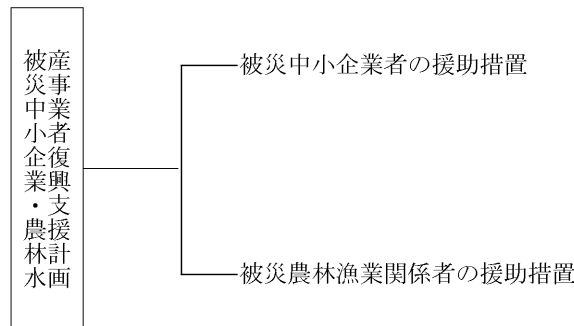 被災中小企業・農林水
産事業者復興支援計画
被災中小企業者の援助措置
被災農林漁業関係者の援助措置